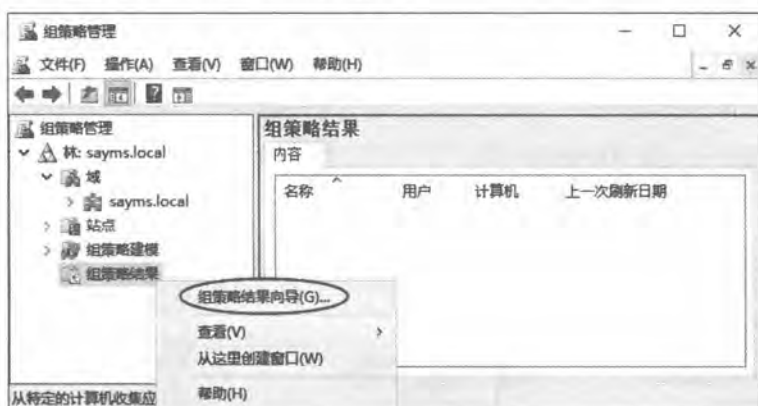 组策略管理
文件(F) 操作(A) 查看(V) 窗口(W) 帮助(H)
组策略管理
林: sayms.local
域
sayms.local
站点
组策略建模
组策略结果
组策略结果
内容
名称 用户 计算机 上一次刷新日期
组策略结果向导(G)...
查看(V)
从这里创建窗口(W)
帮助(H)
从特定的计算机收集应